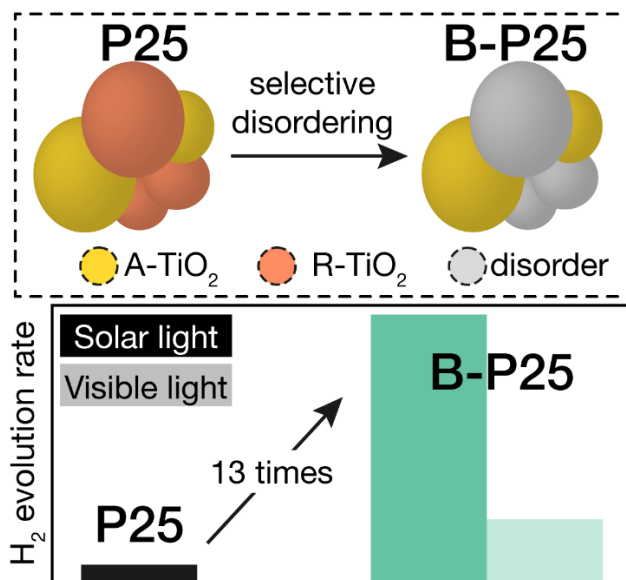 P25
B-P25
selective
disordering
A-TiO₂
R-TiO₂
disorder
H₂ evolution rate
Solar light
Visible light
B-P25
13 times
P25